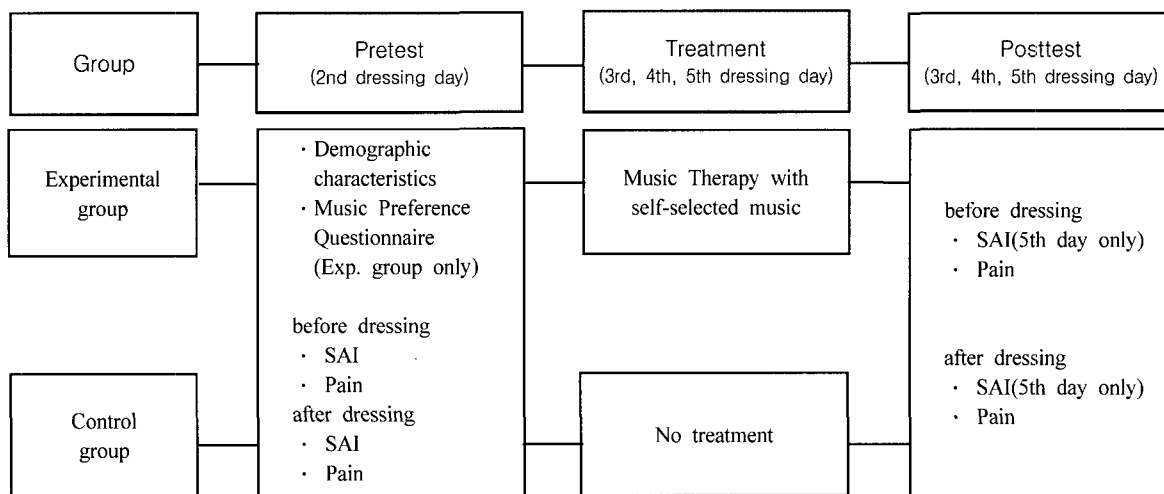 Group
Pretest
(2nd dressing day)
Treatment
(3rd, 4th, 5th dressing day)
Posttest
(3rd, 4th, 5th dressing day)
Experimental
group
· Demographic
characteristics
· Music Preference
Questionnaire
(Exp. group only)
before dressing
· SAI
· Pain
after dressing
· SAI
· Pain
Music Therapy with
self-selected music
before dressing
· SAI(5th day only)
· Pain
after dressing
· SAI(5th day only)
· Pain
Control
group
No treatment